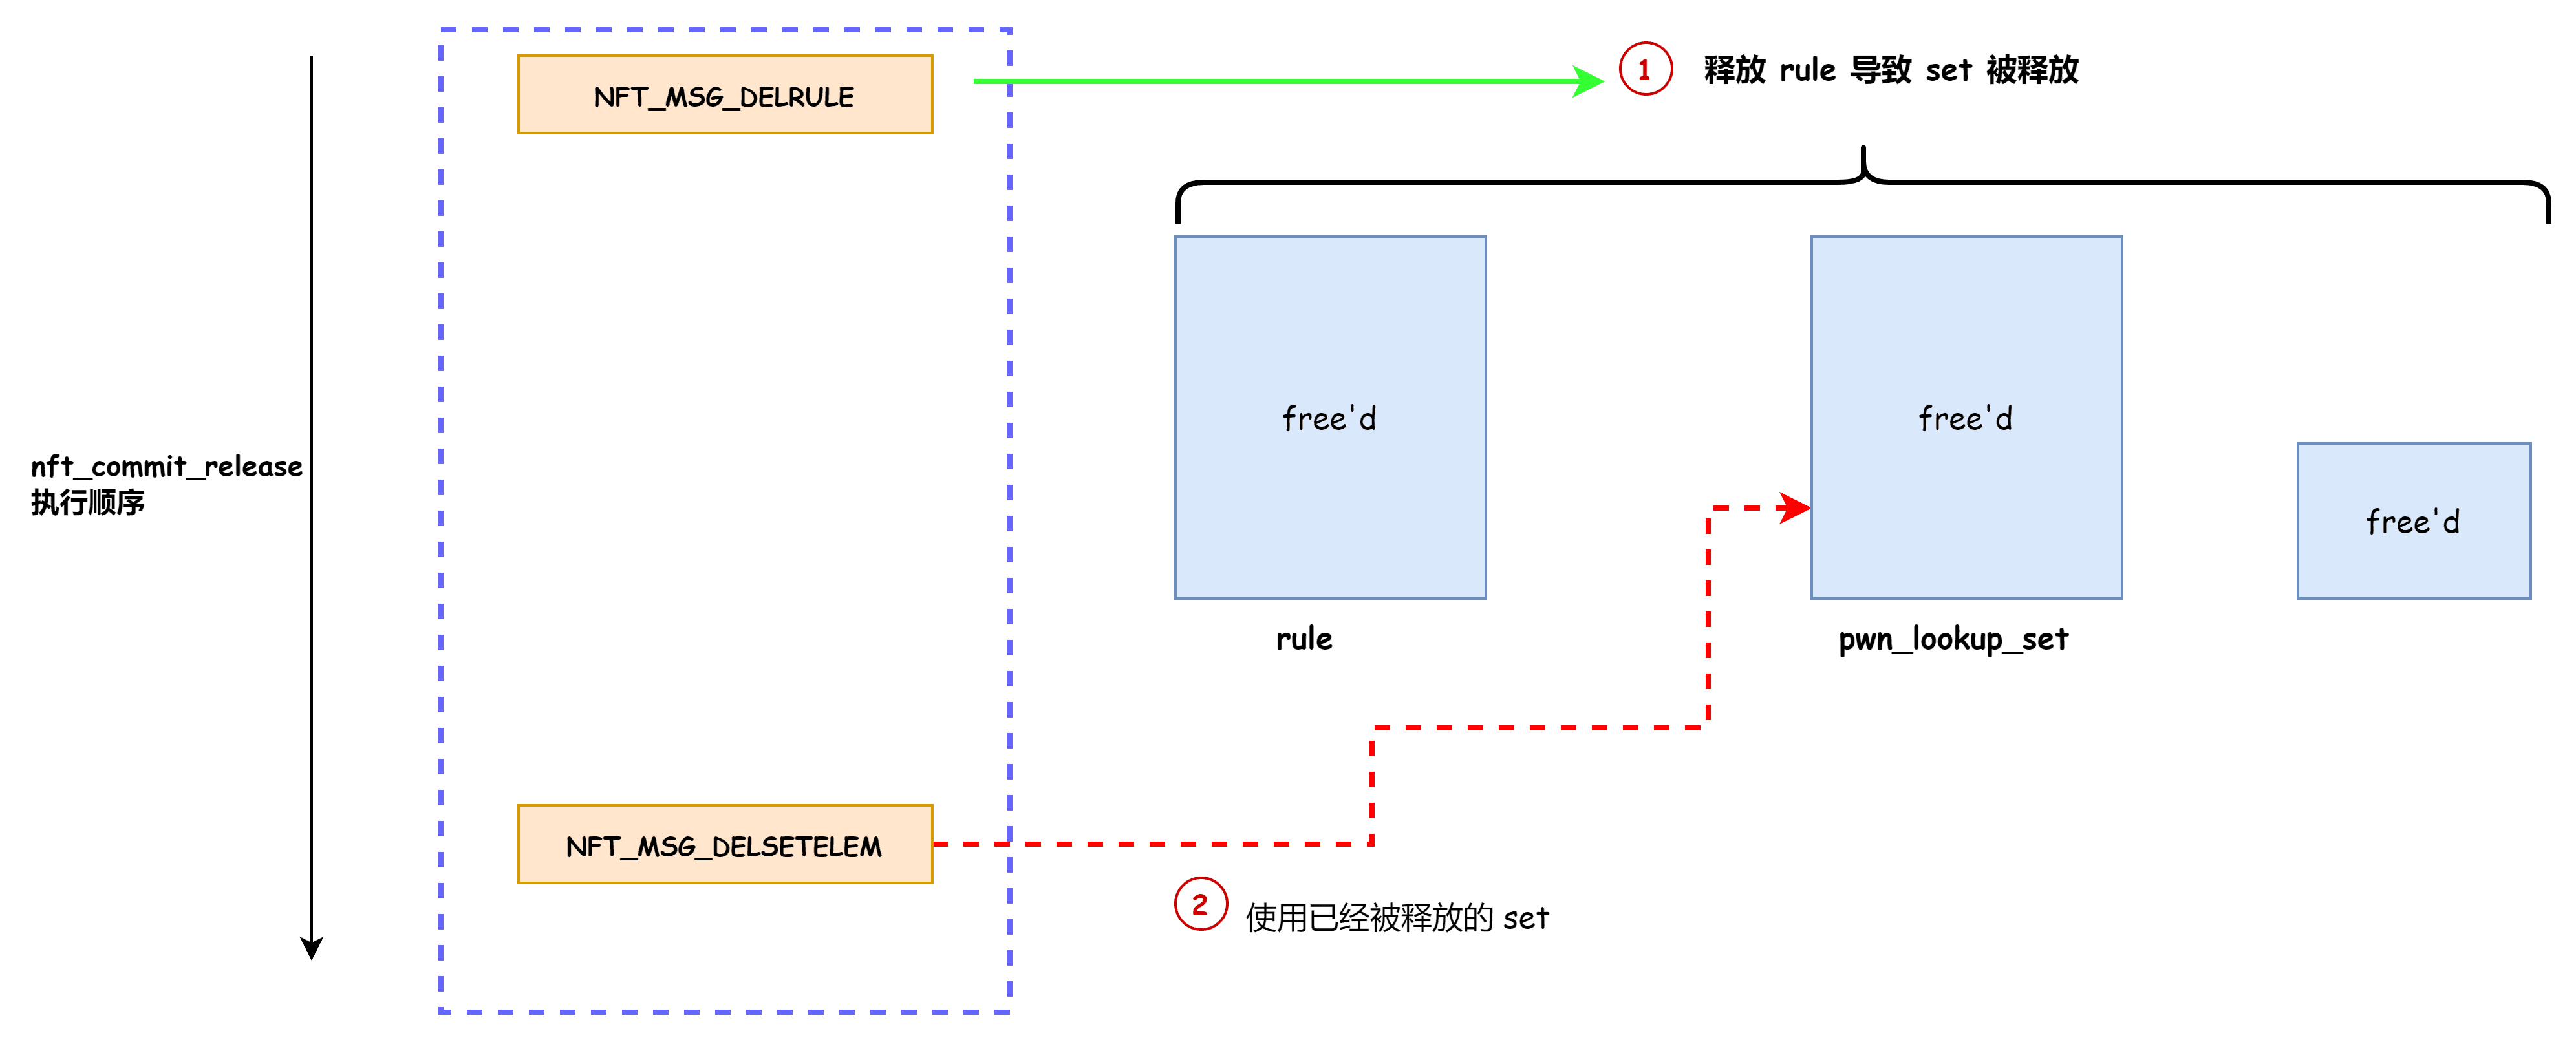 NFT_MSG_DELRULE
1
释放 rule 导致 set 被释放
nft_commit_release
执行顺序
free'd
free'd
free'd
rule
pwn_lookup_set
NFT_MSG_DELSETELEM
2
使用已经被释放的 set